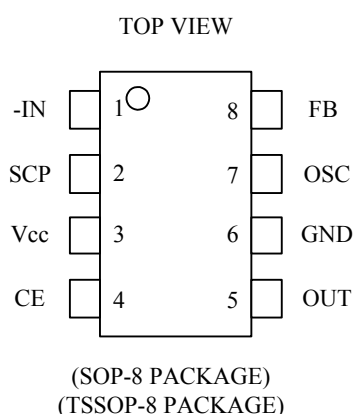 TOP VIEW
-IN 1 8 FB
SCP 2 7 OSC
Vcc 3 6 GND
CE 4 5 OUT
(SOP-8 PACKAGE)
(TSSOP-8 PACKAGE)